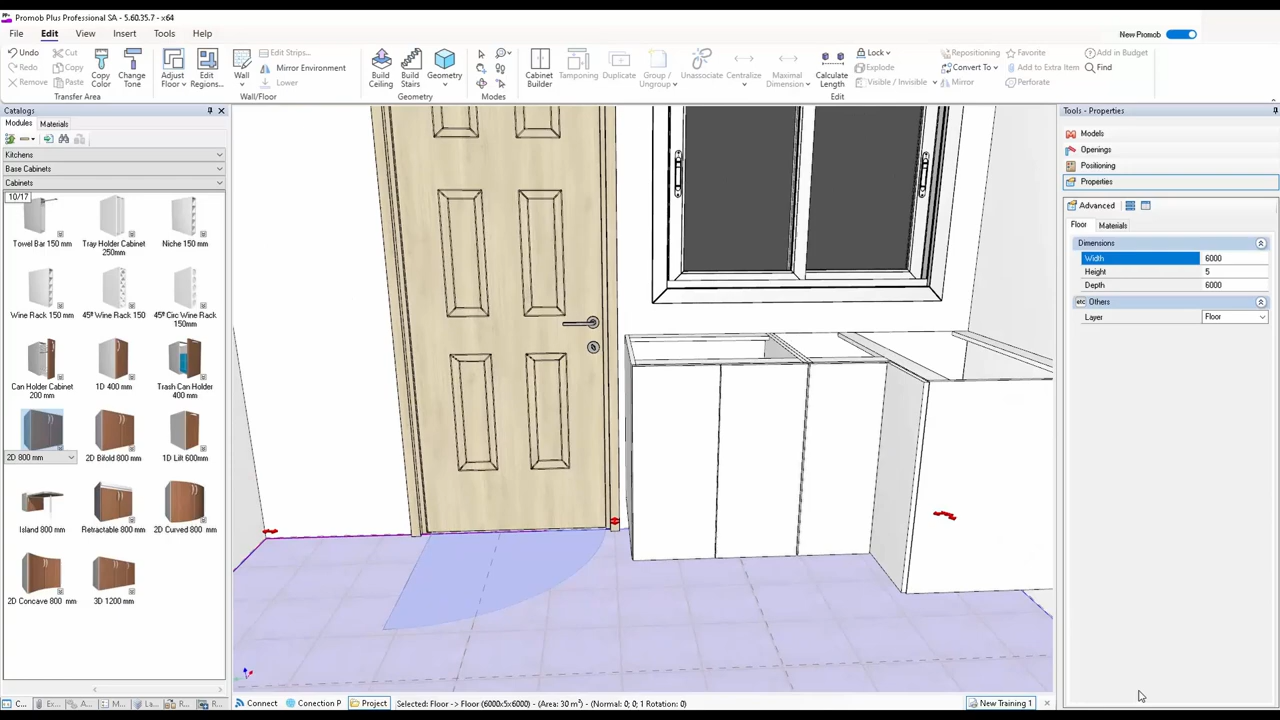 Promob Plus Professional SA - 5.60.35.7 - x64
File Edit View Insert Tools Help New Promob
Undo Cut Edit Strips... Lock Repositioning Favorite Add in Budget
Redo Copy Mirror Environment Explode Convert To Add to Extra Item Find
Remove Paste Lower Visible / Invisible Mirror Perforate
Copy Color
Change Tone
Adjust Floor
Edit Regions...
Wall
Build Ceiling
Build Stairs
Geometry
Cabinet Builder
Tamponing
Duplicate
Group / Ungroup
Unassociate
Centralize
Maximal Dimension
Calculate Length
Transfer Area Wall/Floor Geometry Modes Edit
Catalogs
Modules Materials
Kitchens
Base Cabinets
Cabinets
10/17
Towel Bar 150 mm
Tray Holder Cabinet 250mm
Niche 150 mm
Wine Rack 150 mm
45º Wine Rack 150
45º Circ Wine Rack 150mm
Can Holder Cabinet 200 mm
1D 400 mm
Trash Can Holder 400 mm
2D 800 mm
2D Bifold 800 mm
1D Lift 600mm
Island 800 mm
Retractable 800 mm
2D Curved 800 mm
2D Concave 800 mm
3D 1200 mm
Tools - Properties
Models
Openings
Positioning
Properties
Advanced
Floor Materials
Dimensions
Width 6000
Height 5
Depth 6000
etc Others
Layer Floor
C... Ex... A... M... La... R... R...
Connect Connection P Project Selected: Floor -> Floor (6000x5x6000) - (Area: 30 m²) - (Normal: 0; 0; 1 Rotation: 0) New Training 1